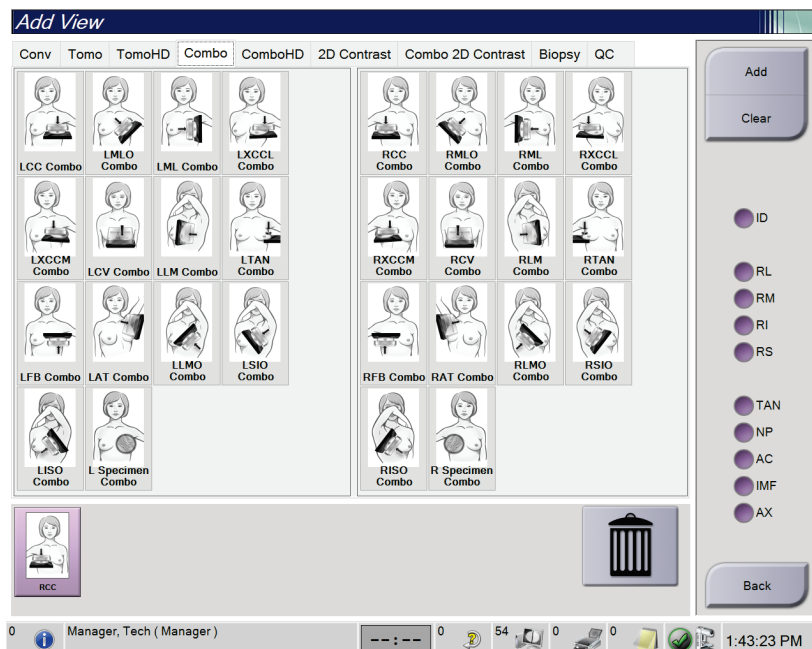 Add View
Conv Tomo TomoHD Combo ComboHD 2D Contrast Combo 2D Contrast Biopsy QC
LCC Combo
LMLO Combo
LML Combo
LXCCL Combo
RCC Combo
RMLO Combo
RML Combo
RXCCL Combo
LXCCM Combo
LCV Combo
LLM Combo
LTAN Combo
RXCCM Combo
RCV Combo
RLM Combo
RTAN Combo
LFB Combo
LAT Combo
LLMO Combo
LSIO Combo
RFB Combo
RAT Combo
RLMO Combo
RSIO Combo
LISO Combo
L Specimen Combo
RISO Combo
R Specimen Combo
RCC
Add
Clear
ID
RL
RM
RI
RS
TAN
NP
AC
IMF
AX
Back
0 Manager, Tech ( Manager ) --:-- 0 54 0 0 1:43:23 PM